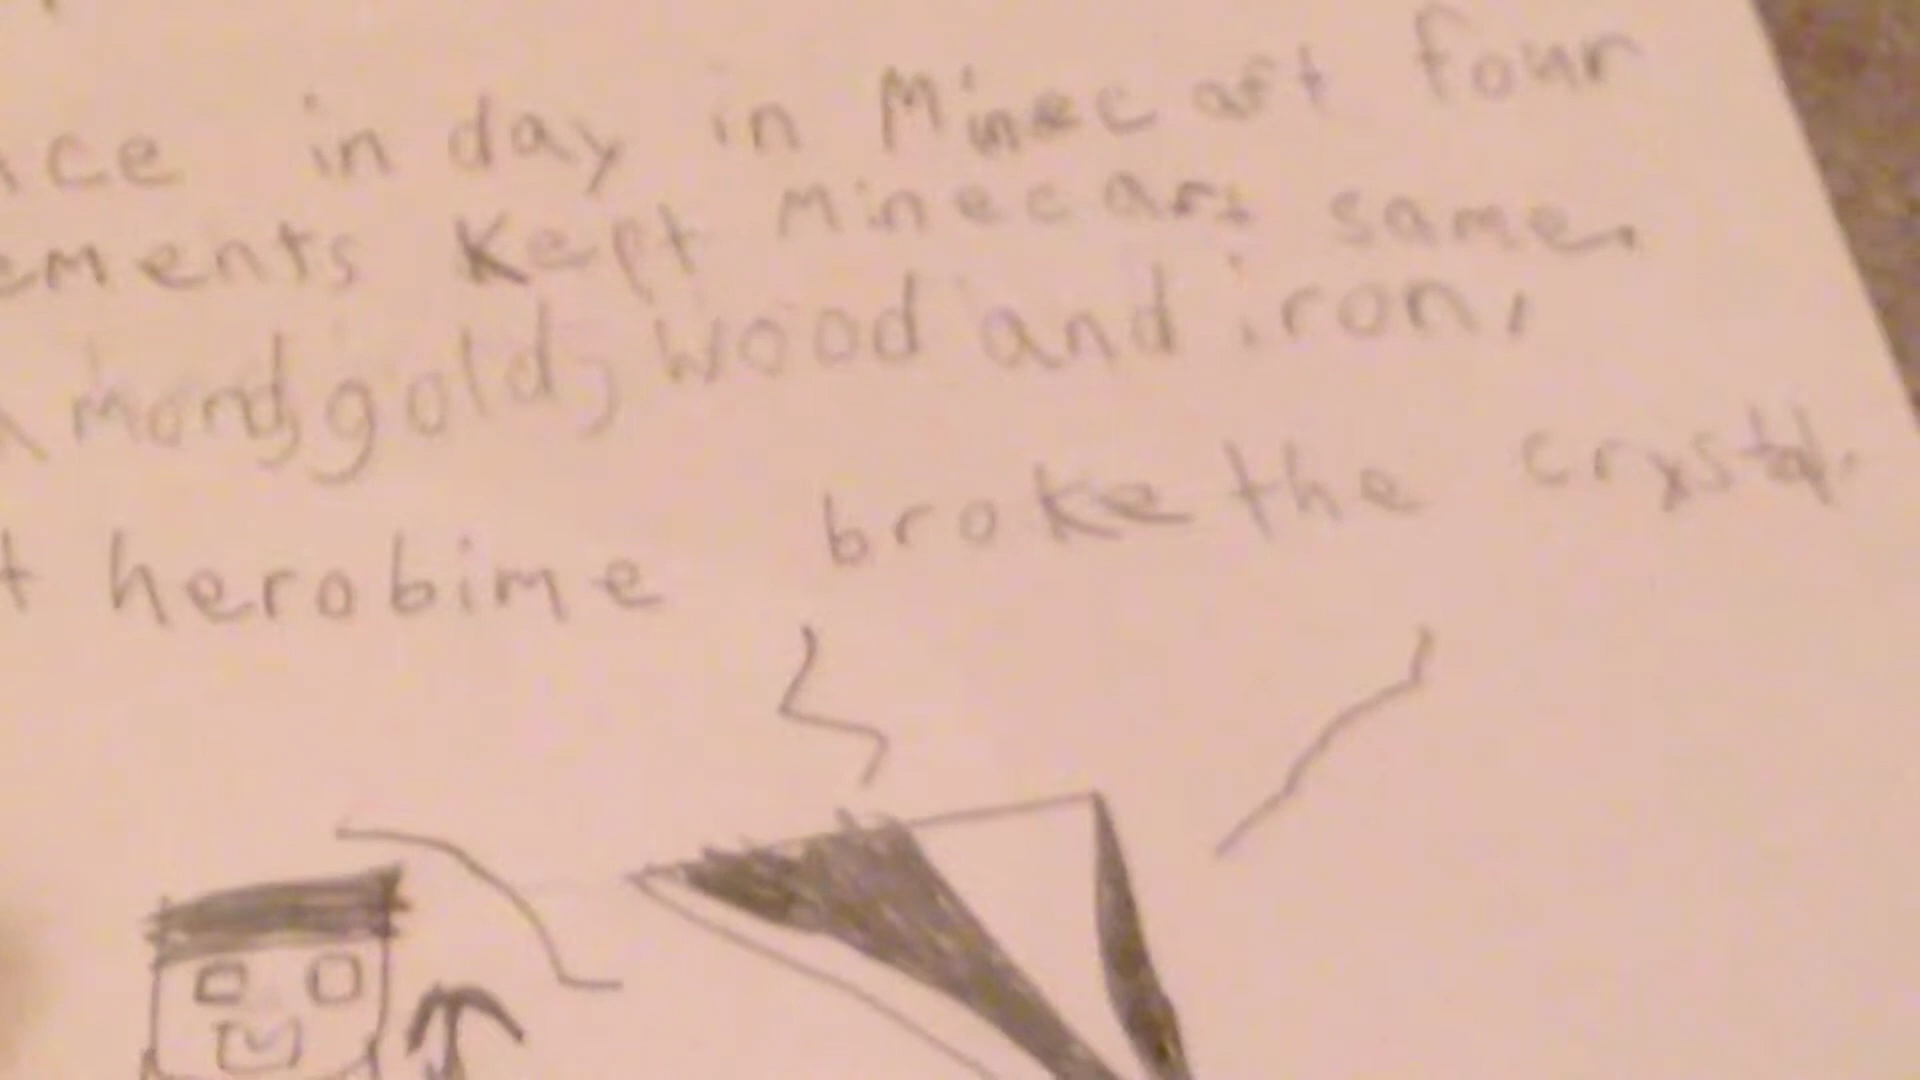 ce in day in Minecaft four
ements kept minecart same.
mond, gold, wood and iron,
t herobime broke the crystal.